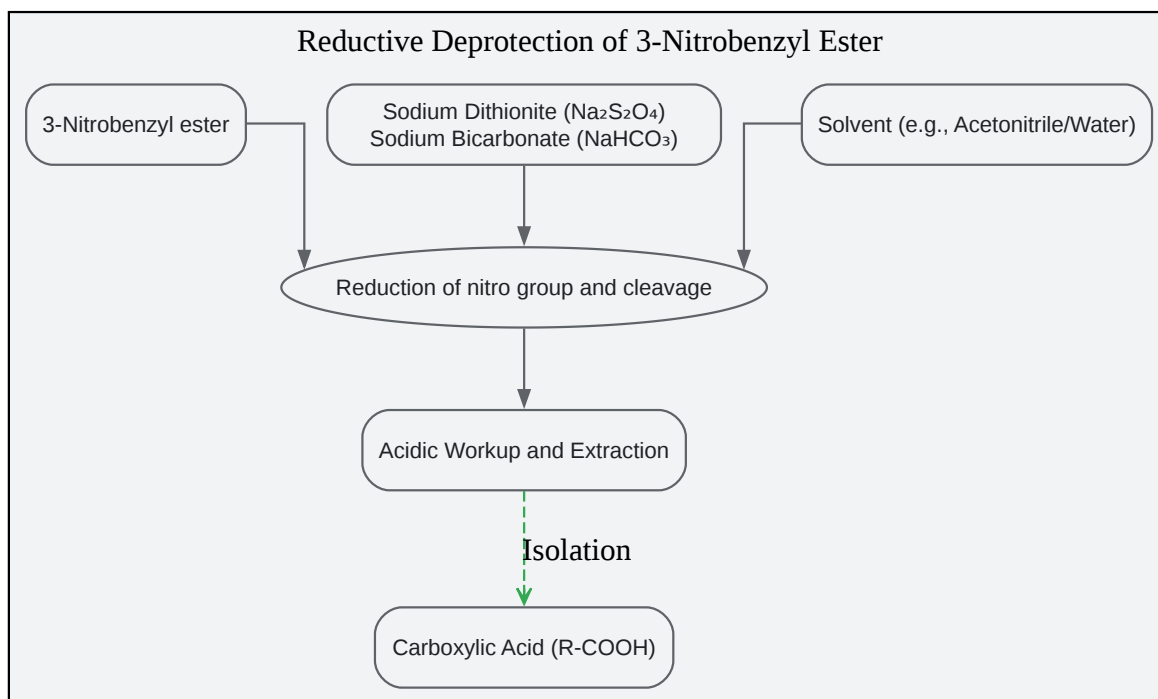 Reductive Deprotection of 3-Nitrobenzyl Ester
3-Nitrobenzyl ester
Sodium Dithionite (Na₂S₂O₄)
Sodium Bicarbonate (NaHCO₃)
Solvent (e.g., Acetonitrile/Water)
Reduction of nitro group and cleavage
Acidic Workup and Extraction
Isolation
Carboxylic Acid (R-COOH)